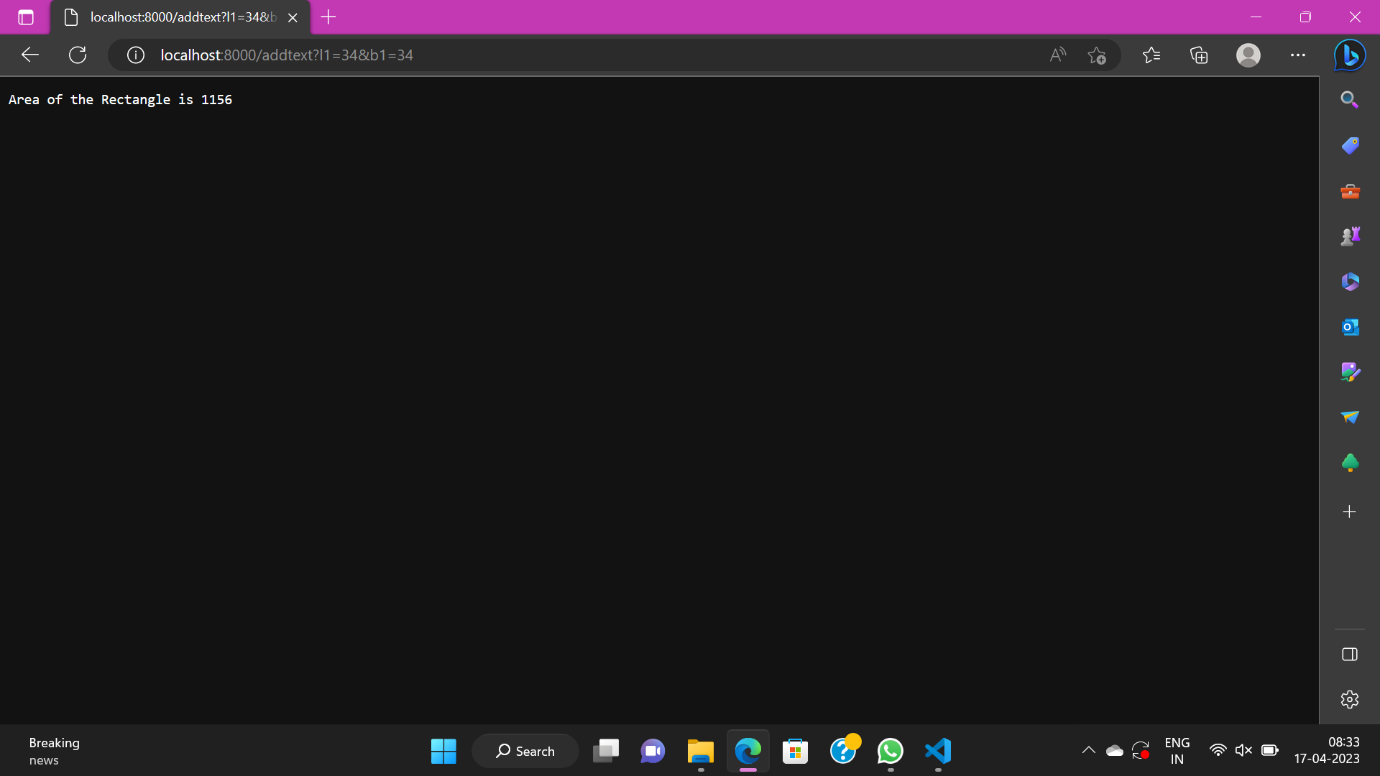 localhost:8000/addtext?l1=34&b
localhost:8000/addtext?l1=34&b1=34
Area of the Rectangle is 1156
Breaking
news
Search
ENG
IN
08:33
17-04-2023